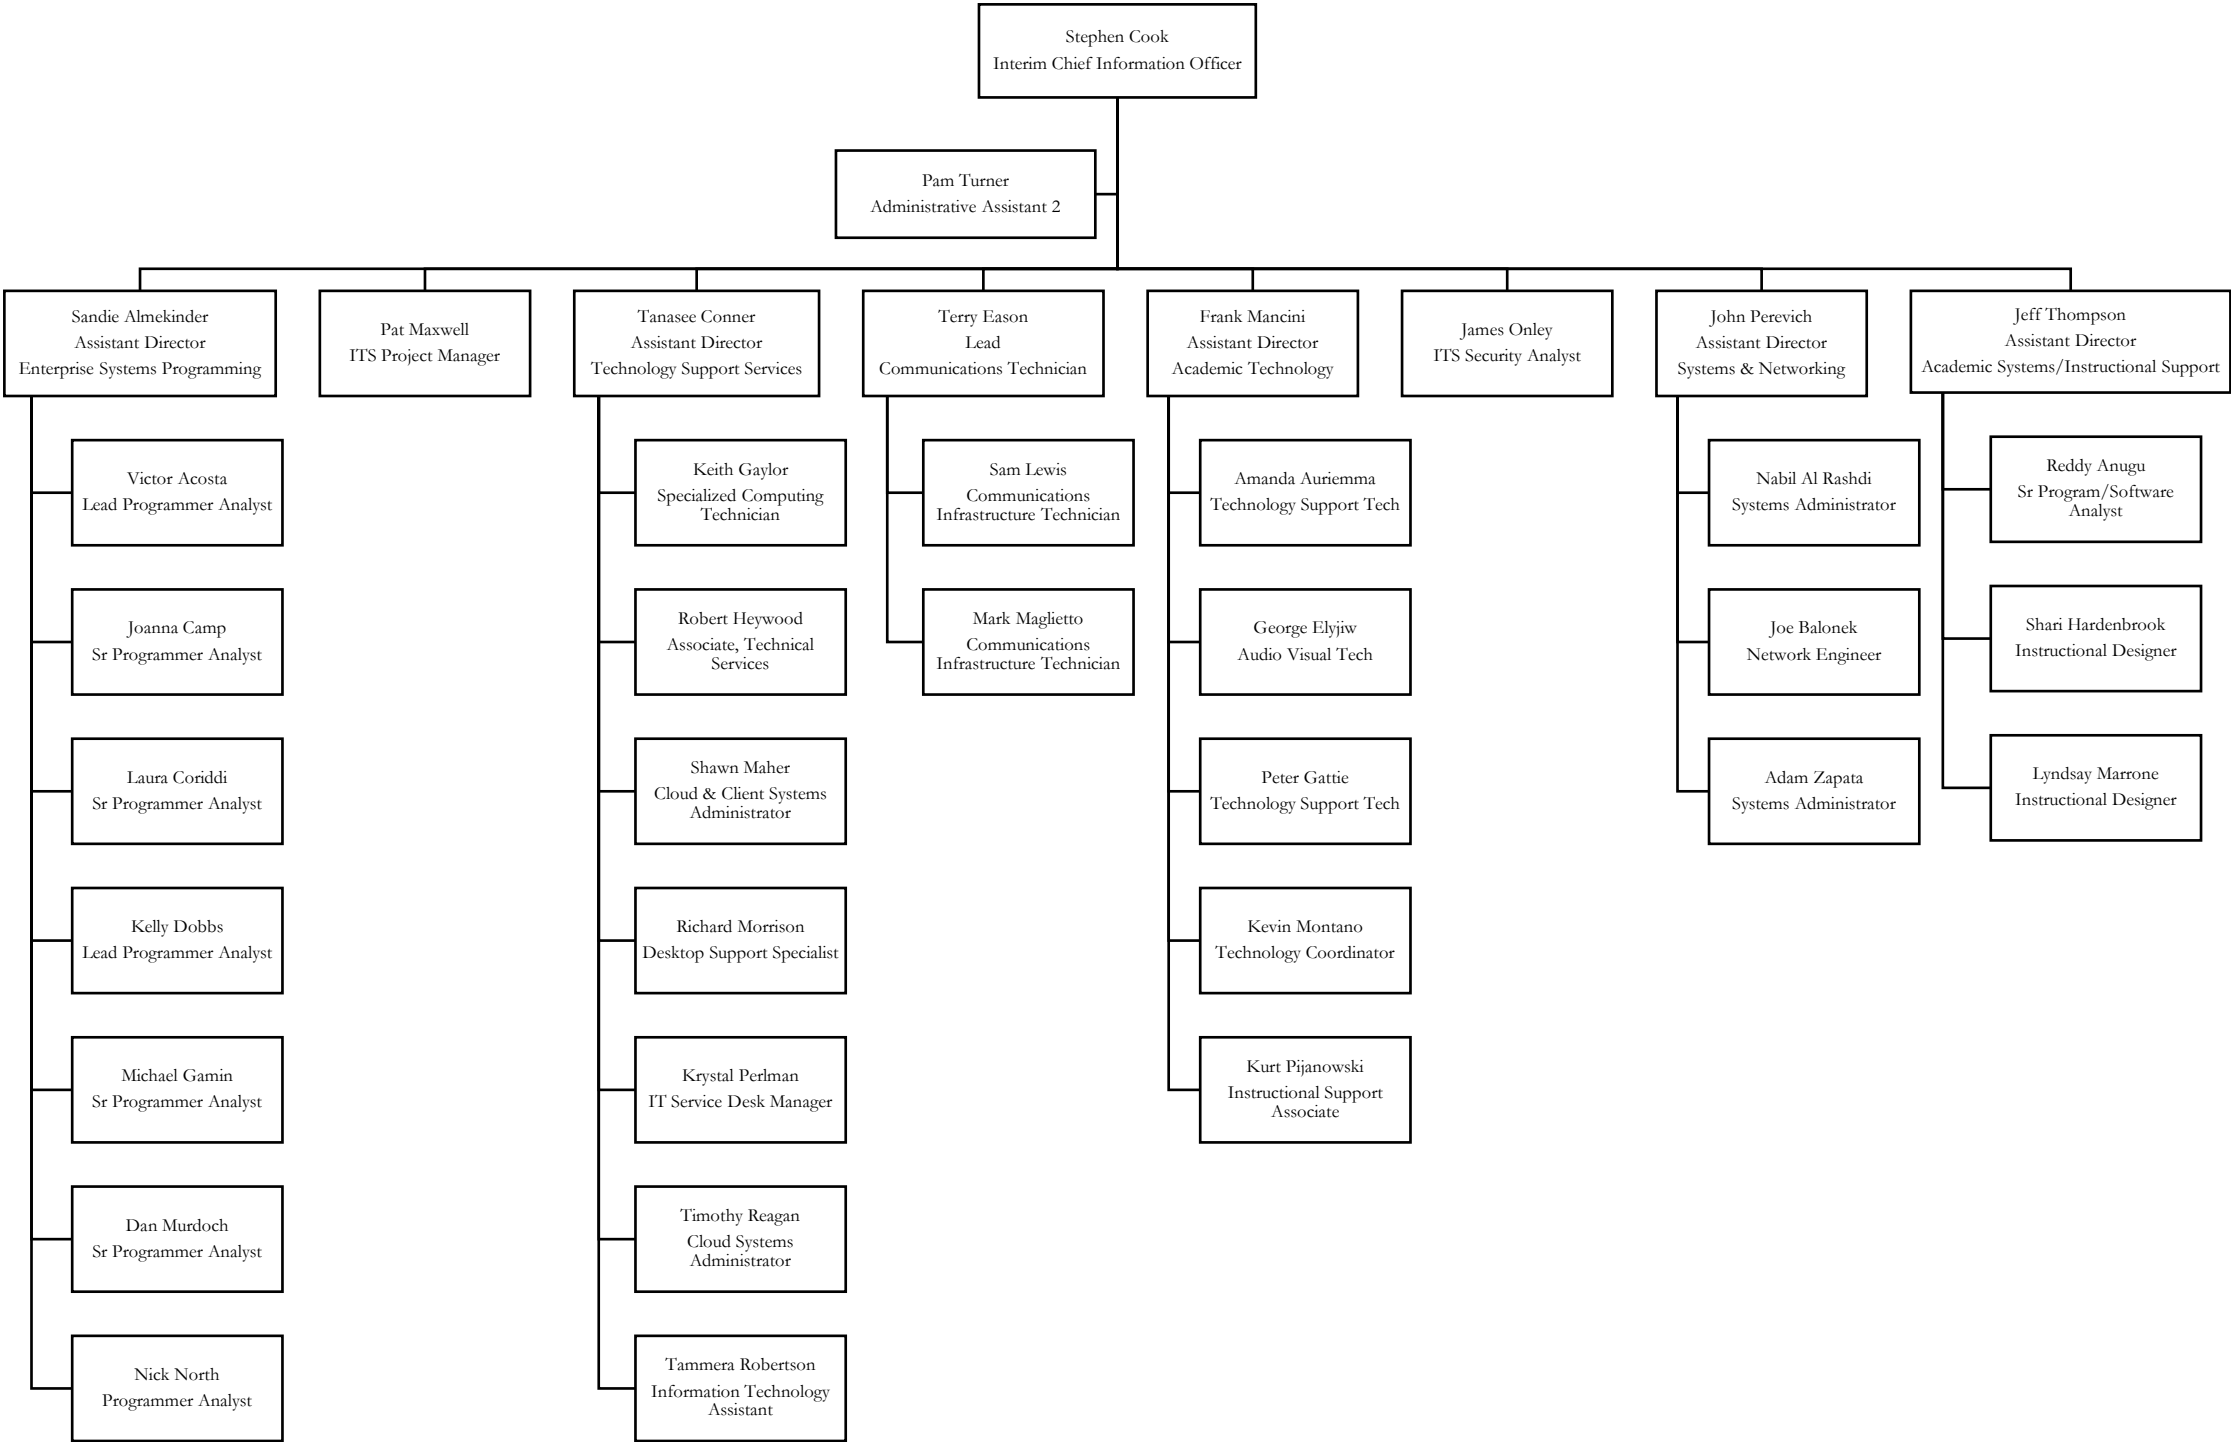 Stephen Cook
Interim Chief Information Officer
Pam Turner
Administrative Assistant 2
Sandie Almekinder
Assistant Director
Enterprise Systems Programming
Pat Maxwell
ITS Project Manager
Tanasee Conner
Assistant Director
Technology Support Services
Terry Eason
Lead
Communications Technician
Frank Mancini
Assistant Director
Academic Technology
James Onley
ITS Security Analyst
John Perevich
Assistant Director
Systems & Networking
Jeff Thompson
Assistant Director
Academic Systems/Instructional Support
Victor Acosta
Lead Programmer Analyst
Joanna Camp
Sr Programmer Analyst
Laura Coriddi
Sr Programmer Analyst
Kelly Dobbs
Lead Programmer Analyst
Michael Gamin
Sr Programmer Analyst
Dan Murdoch
Sr Programmer Analyst
Nick North
Programmer Analyst
Keith Gaylor
Specialized Computing
Technician
Robert Heywood
Associate, Technical
Services
Shawn Maher
Cloud & Client Systems
Administrator
Richard Morrison
Desktop Support Specialist
Krystal Perlman
IT Service Desk Manager
Timothy Reagan
Cloud Systems
Administrator
Tammera Robertson
Information Technology
Assistant
Sam Lewis
Communications
Infrastructure Technician
Mark Maglietto
Communications
Infrastructure Technician
Amanda Auriemma
Technology Support Tech
George Elyjiw
Audio Visual Tech
Peter Gattie
Technology Support Tech
Kevin Montano
Technology Coordinator
Kurt Pijanowski
Instructional Support
Associate
Nabil Al Rashdi
Systems Administrator
Joe Balonek
Network Engineer
Adam Zapata
Systems Administrator
Reddy Anugu
Sr Program/Software
Analyst
Shari Hardenbrook
Instructional Designer
Lyndsay Marrone
Instructional Designer